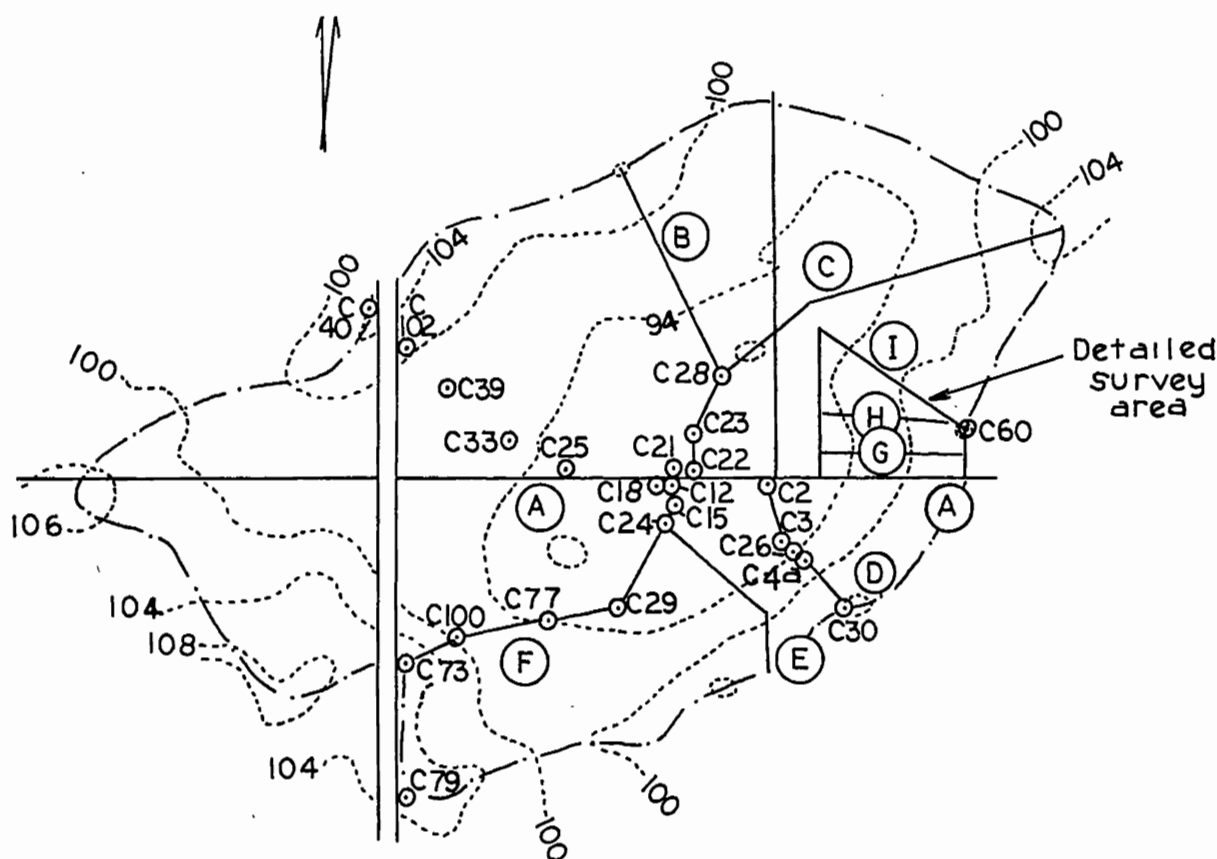 100
100
104
B
104
C
100
C
C
40
102
94
I
Detailed
survey
area
100
C28
C39
H
C23
C60
C33
C25
C21
G
C22
C18
C12
C2
A
A
C15
106
C24
C3
C26
C4a
D
C77
C29
104
C100
C30
108
E
F
C73
104
C79
100
100